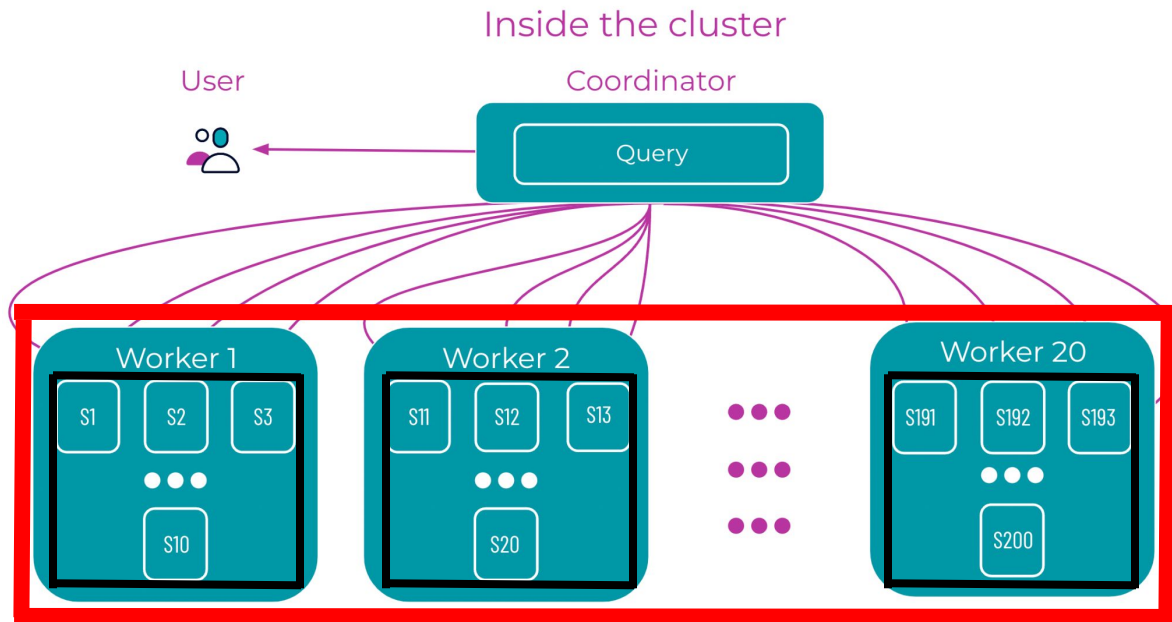 Inside the cluster
User
Coordinator
Query
Worker 1
Worker 2
Worker 20
S1 S2 S3
S11 S12 S13
S191 S192 S193
S10
S20
S200